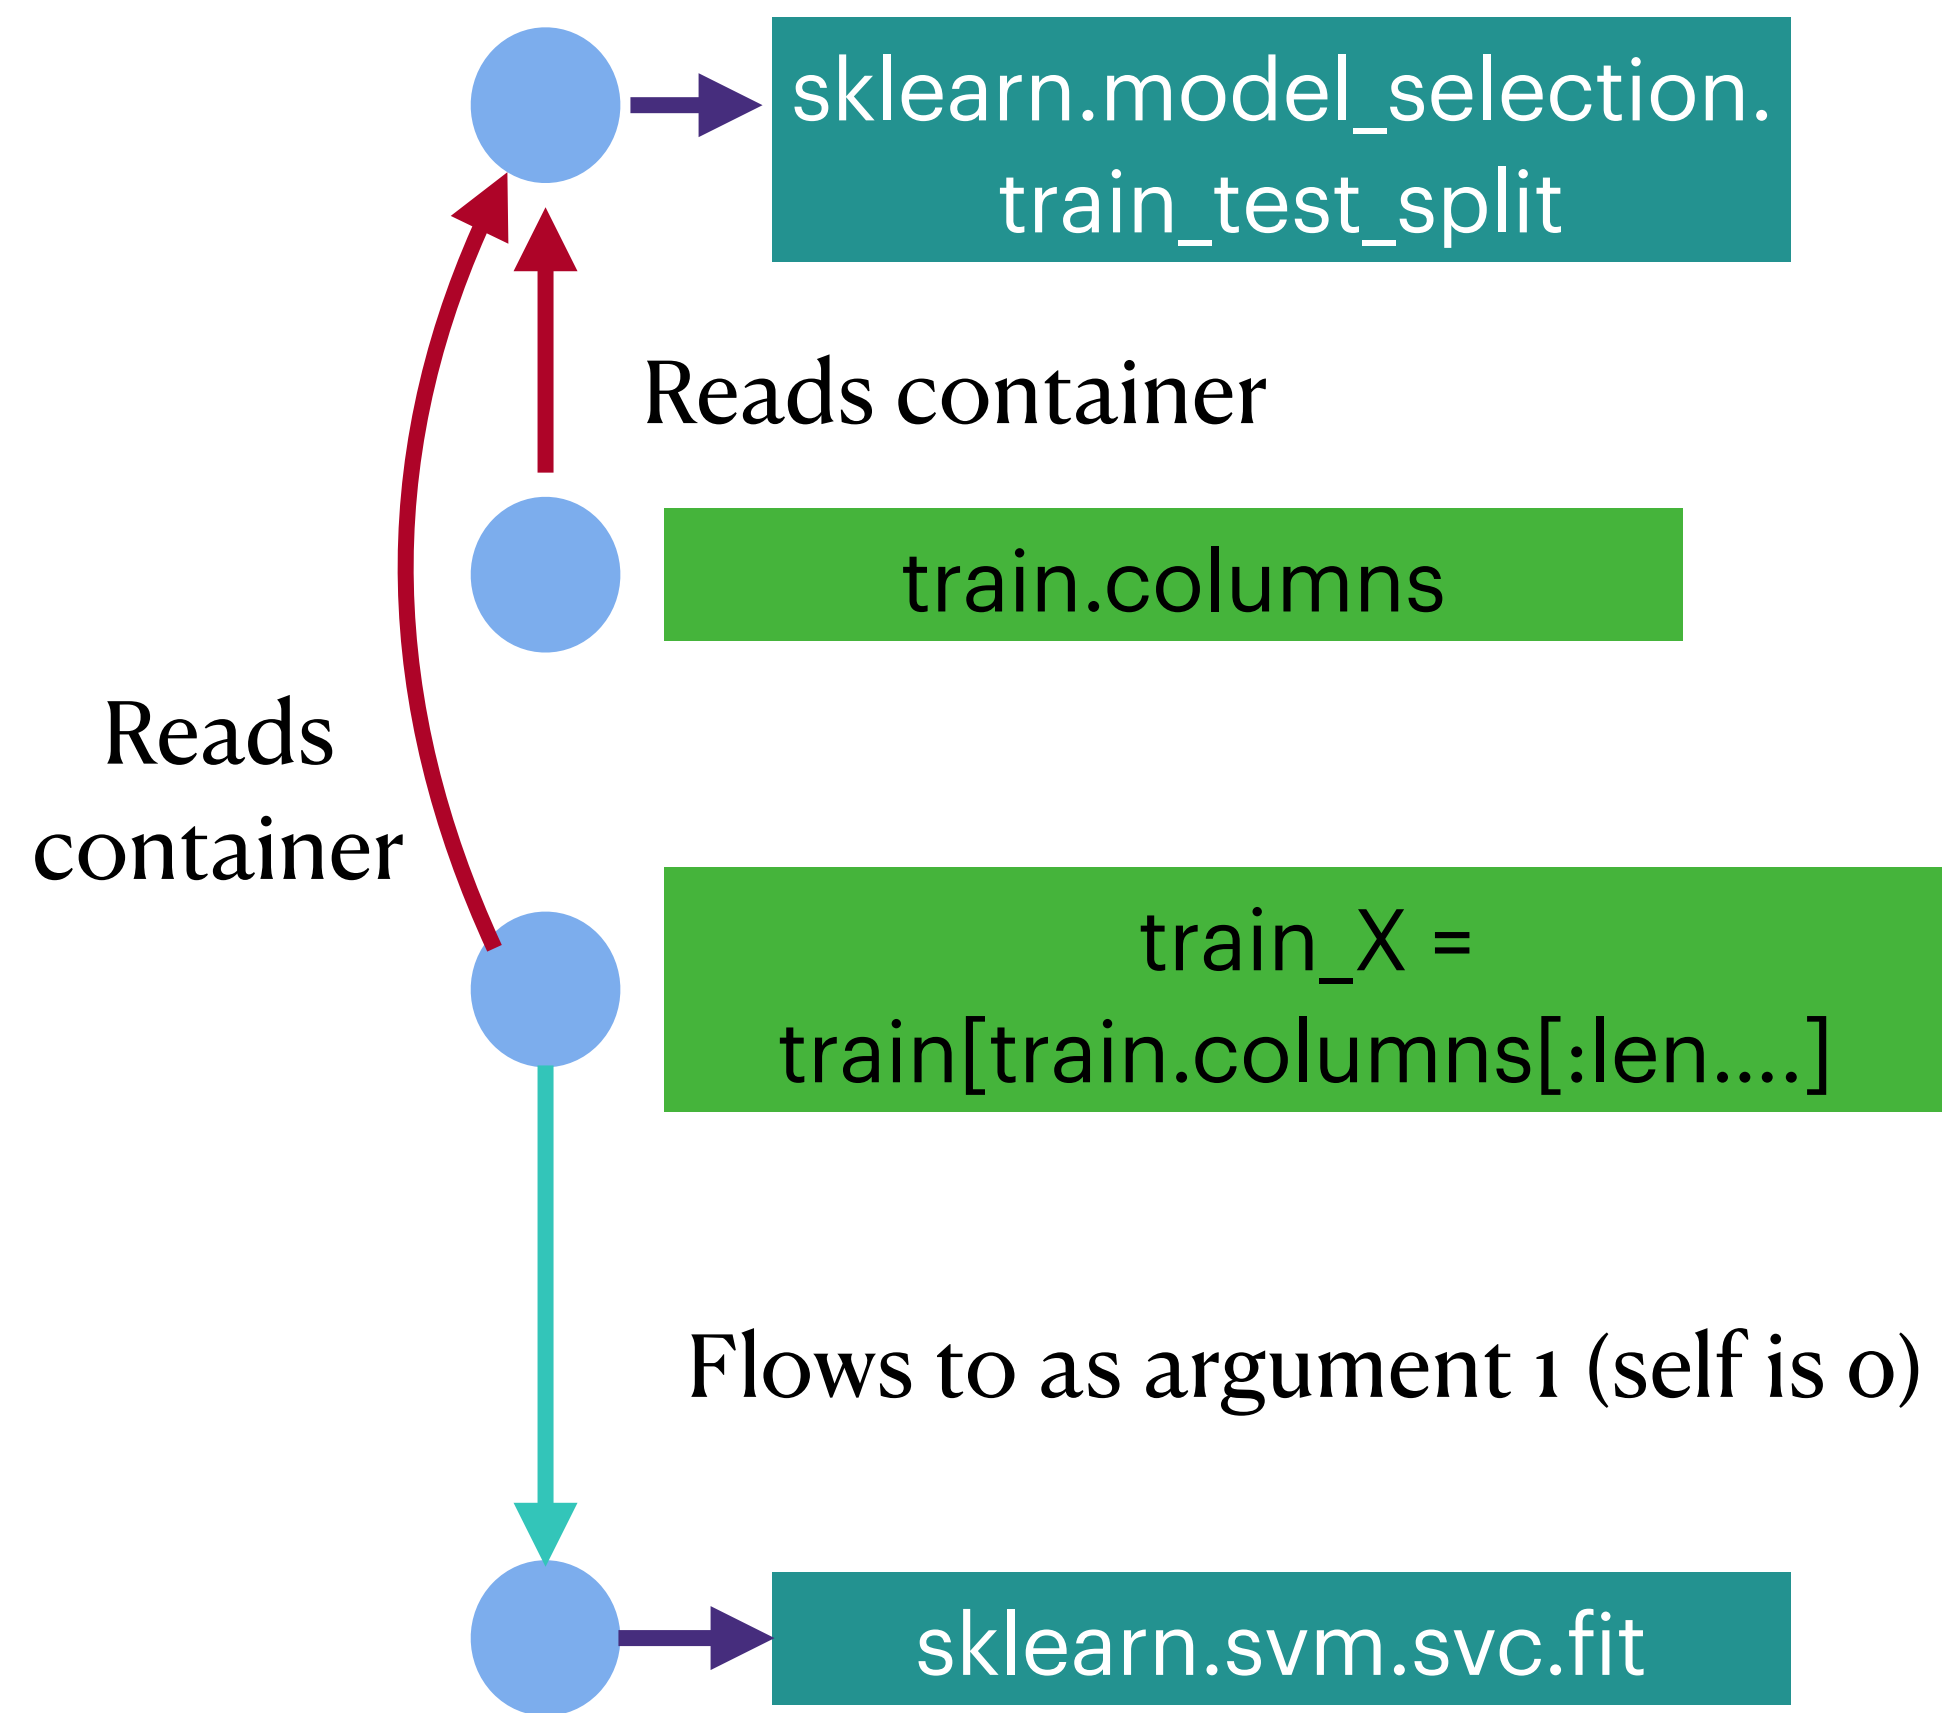 sklearn.model_selection.
train_test_split
Reads container
train.columns
Reads
container
train_X =
train[train.columns[:len....]
Flows to as argument 1 (self is 0)
sklearn.svm.svc.fit